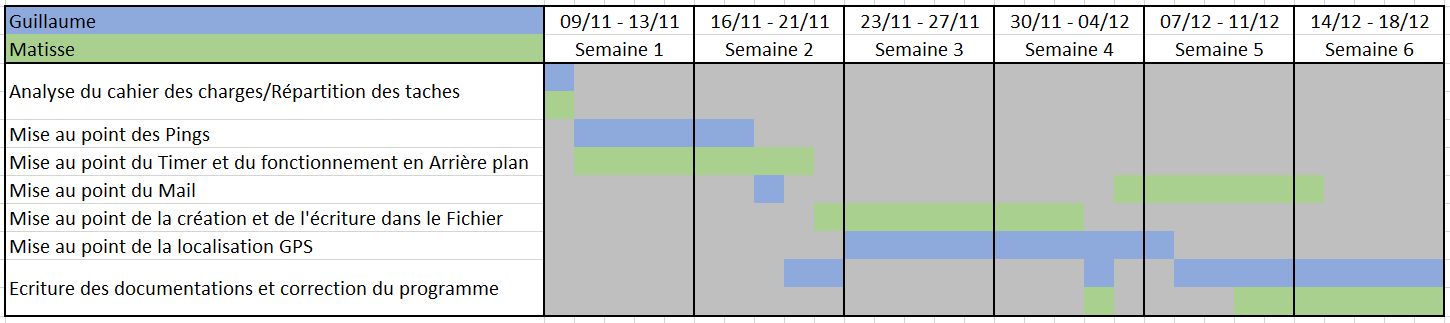 Guillaume 09/11 - 13/11 16/11 - 21/11 23/11 - 27/11 30/11 - 04/12 07/12 - 11/12 14/12 - 18/12
Matisse Semaine 1 Semaine 2 Semaine 3 Semaine 4 Semaine 5 Semaine 6
Analyse du cahier des charges/Répartition des taches
Mise au point des Pings
Mise au point du Timer et du fonctionnement en Arrière plan
Mise au point du Mail
Mise au point de la création et de l'écriture dans le Fichier
Mise au point de la localisation GPS
Ecriture des documentations et correction du programme